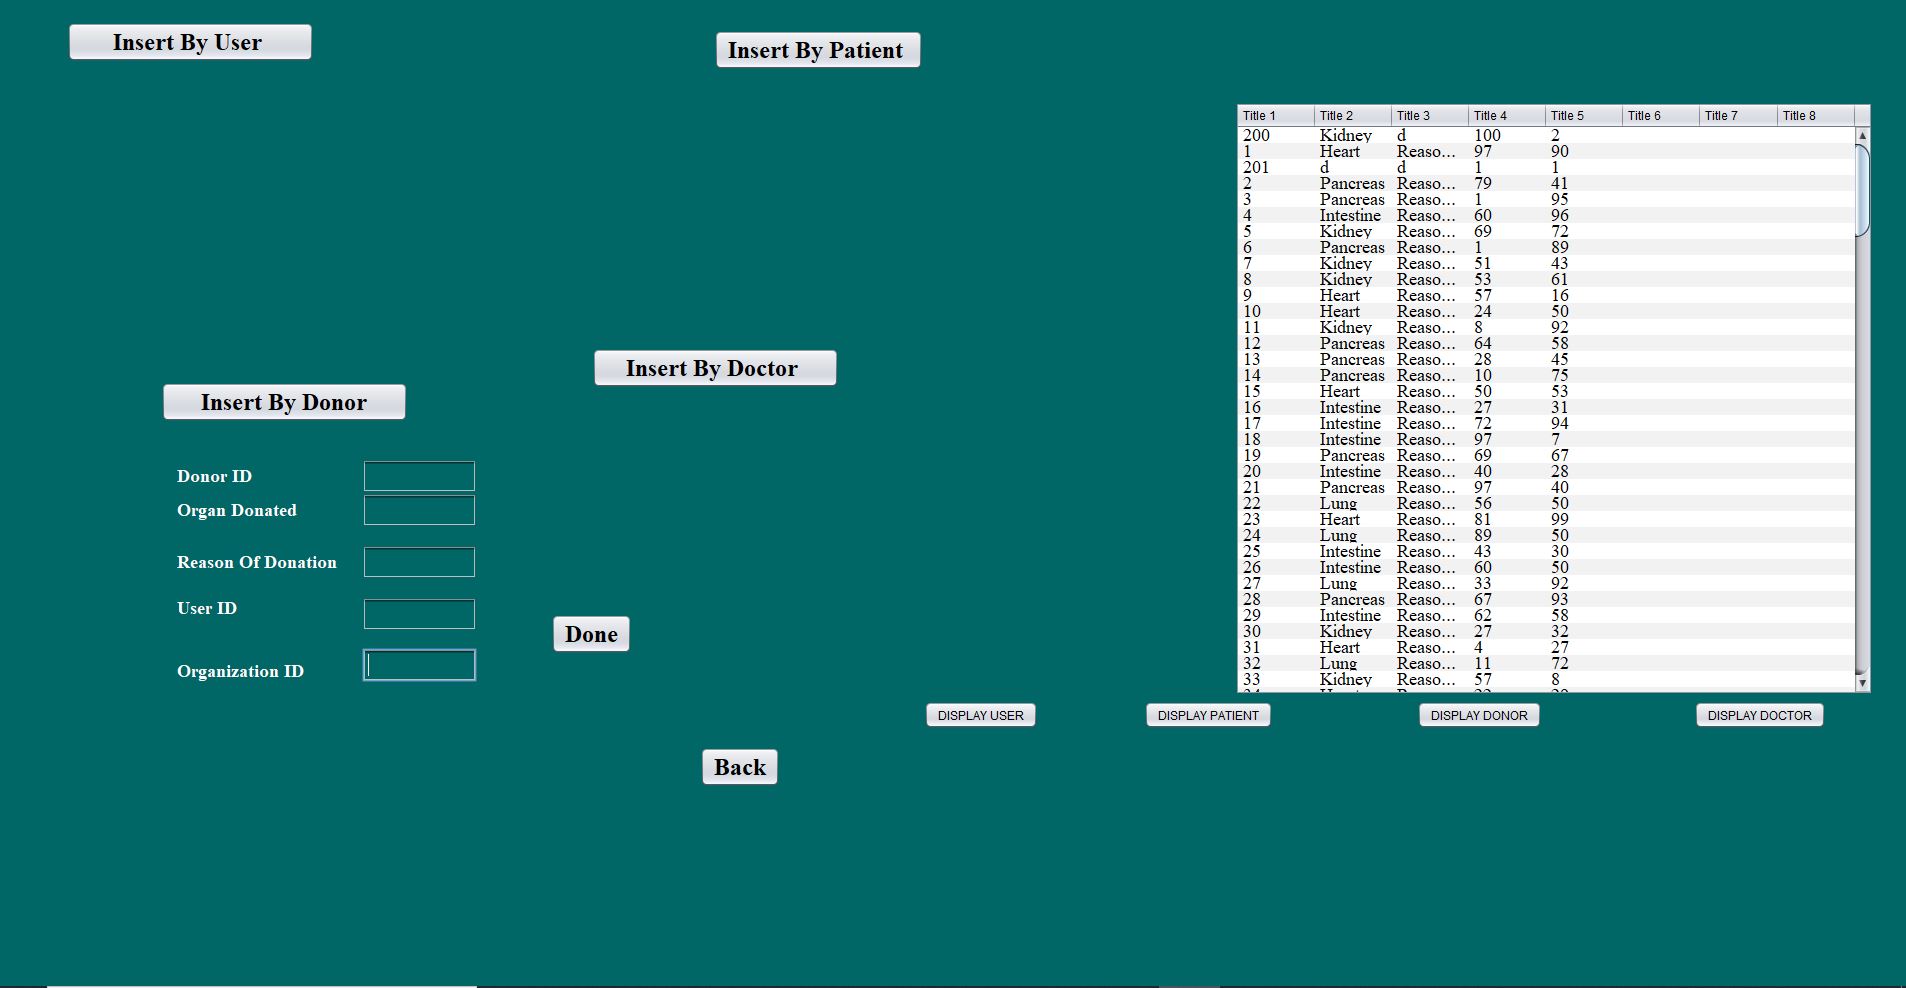 Insert By User
Insert By Patient
Title 1 Title 2 Title 3 Title 4 Title 5 Title 6 Title 7 Title 8
200 Kidney d 100 2
1 Heart Reaso... 97 90
201 d d 1 1
2 Pancreas Reaso... 79 41
3 Pancreas Reaso... 1 95
4 Intestine Reaso... 60 96
5 Kidney Reaso... 69 72
6 Pancreas Reaso... 1 89
7 Kidney Reaso... 51 43
8 Kidney Reaso... 53 61
9 Heart Reaso... 57 16
10 Heart Reaso... 24 50
11 Kidney Reaso... 8 92
12 Pancreas Reaso... 64 58
13 Pancreas Reaso... 28 45
14 Pancreas Reaso... 10 75
15 Heart Reaso... 50 53
16 Intestine Reaso... 27 31
17 Intestine Reaso... 72 94
18 Intestine Reaso... 97 7
19 Pancreas Reaso... 69 67
20 Intestine Reaso... 40 28
21 Pancreas Reaso... 97 40
22 Lung Reaso... 56 50
23 Heart Reaso... 81 99
24 Lung Reaso... 89 50
25 Intestine Reaso... 43 30
26 Intestine Reaso... 60 50
27 Lung Reaso... 33 92
28 Pancreas Reaso... 67 93
29 Intestine Reaso... 62 58
30 Kidney Reaso... 27 32
31 Heart Reaso... 4 27
32 Lung Reaso... 11 72
33 Kidney Reaso... 57 8
Insert By Doctor
Insert By Donor
Donor ID
Organ Donated
Reason Of Donation
User ID
Organization ID
Done
DISPLAY USER
DISPLAY PATIENT
DISPLAY DONOR
DISPLAY DOCTOR
Back